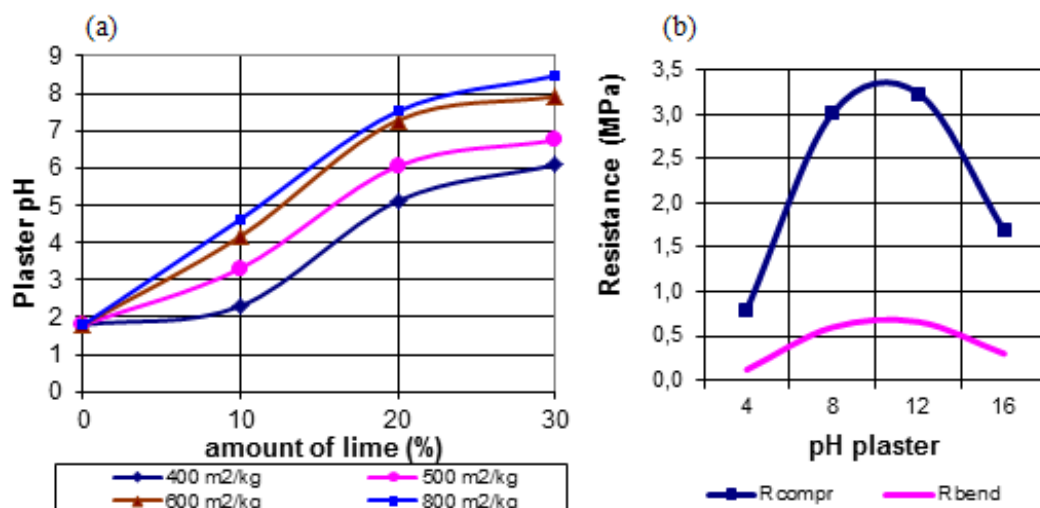 (a)
9
8
7
6
5
4
3
2
1
0
Plaster pH
0 10 20 30
amount of lime (%)
400 m2/kg 500 m2/kg
600 m2/kg 800 m2/kg
(b)
3,5
3,0
2,5
2,0
1,5
1,0
0,5
0,0
Resistance (MPa)
4 8 12 16
pH plaster
Rcompr Rbend